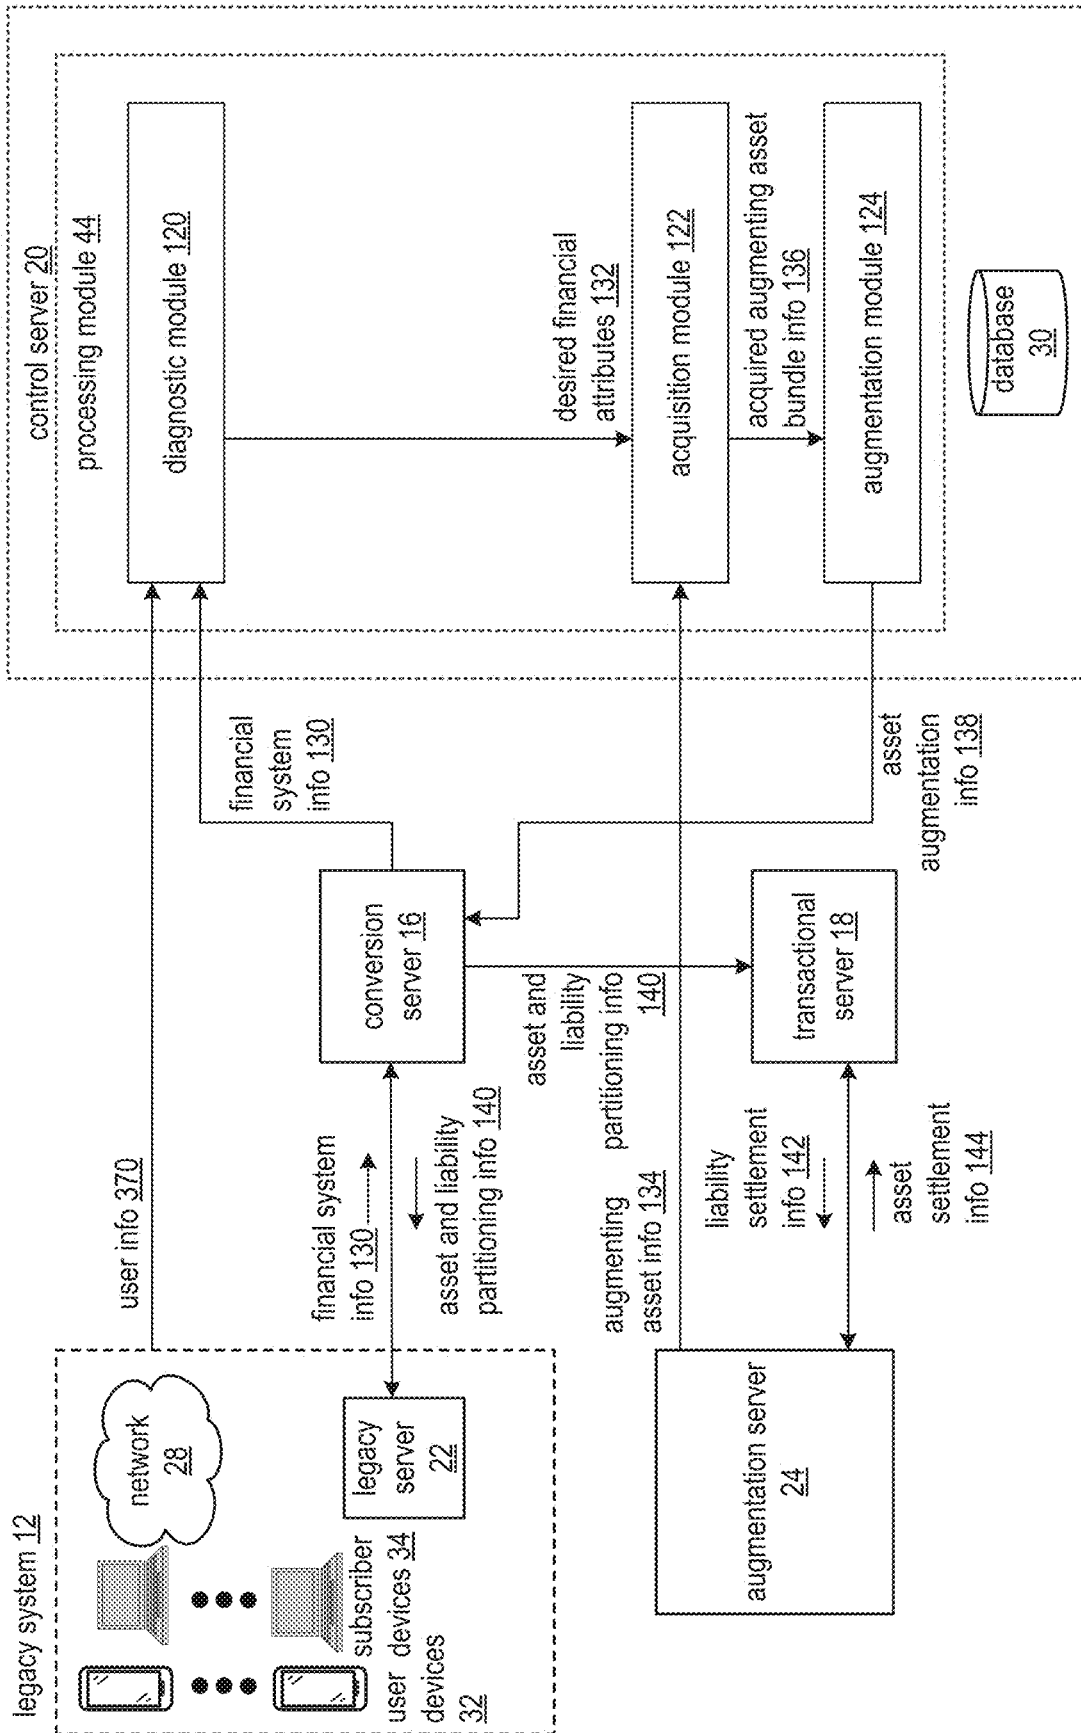 legacy system 12
network
28
legacy
server
22
subscriber
devices 34
user
devices
32
user info 370
financial system
info 130
asset and liability
partitioning info 140
conversion
server 16
financial
system
info 130
control server 20
processing module 44
diagnostic module 120
desired financial
attributes 132
acquisition module 122
acquired augmenting asset
bundle info 136
augmentation module 124
database
30
augmentation server
24
augmenting
asset info 134
asset and
liability
partitioning info
140
liability
settlement
info 142
asset
settlement
info 144
transactional
server 18
asset
augmentation
info 138